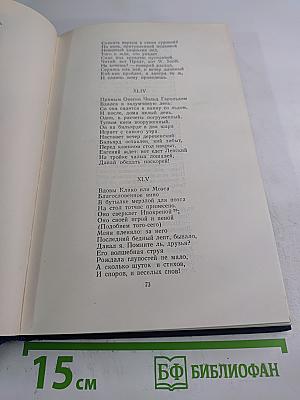 Скакать верхом в степи суровой?
Но конь, притупленной подковой
Неверный зацепляя лед,
Того и жди, что упадет.
Сиди под кровлею пустынной,
Читай: вот Прадт, вот W. Scott.
Не хочешь? — поверяй расход,
Сердись иль пей, и вечер длинный
Кой-как пройдет, а завтра то ж,
И славно зиму проведешь.
XLIV
Прямым Онегин Чильд Гарольдом
Вдался в задумчивую лень:
Со сна садится в ванну со льдом,
И после, дома целый день,
Один, в расчеты погруженный,
Тупым кием вооруженный,
Он на бильярде в два шара
Играет с самого утра.
Настанет вечер деревенский:
Бильярд оставлен, кий забыт,
Перед камином стол накрыт,
Евгений ждет: вот едет Ленский
На тройке чалых лошадей;
Давай обедать поскорей!
XLV
Вдовы Клико или Моэта
Благословенное вино
В бутылке мерзлой для поэта
На стол тотчас принесено.
Оно сверкает Ипокреной;
Оно своей игрой и пеной
(Подобием того-сего)
Меня пленяло: за него
Последний бедный лепт, бывало,
Давал я. Помните ль, друзья?
Его волшебная струя
Рождала глупостей не мало,
А сколько шуток и стихов,
И споров, и веселых снов!
73
15 см
БФ БИБЛИОФАН